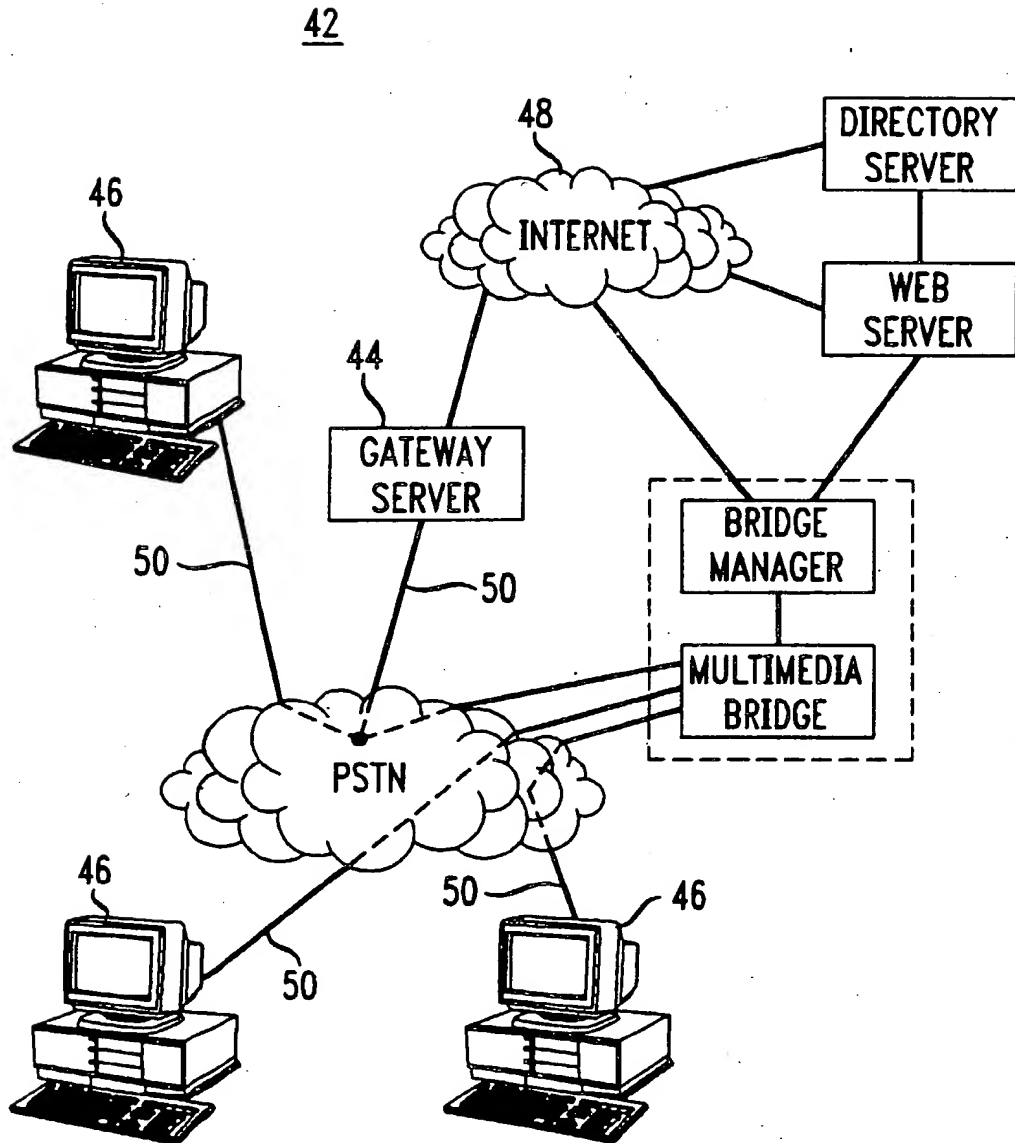 42
48
DIRECTORY
SERVER
46
INTERNET
WEB
SERVER
44
GATEWAY
SERVER
BRIDGE
MANAGER
50
50
MULTIMEDIA
BRIDGE
PSTN
46
50
46
50